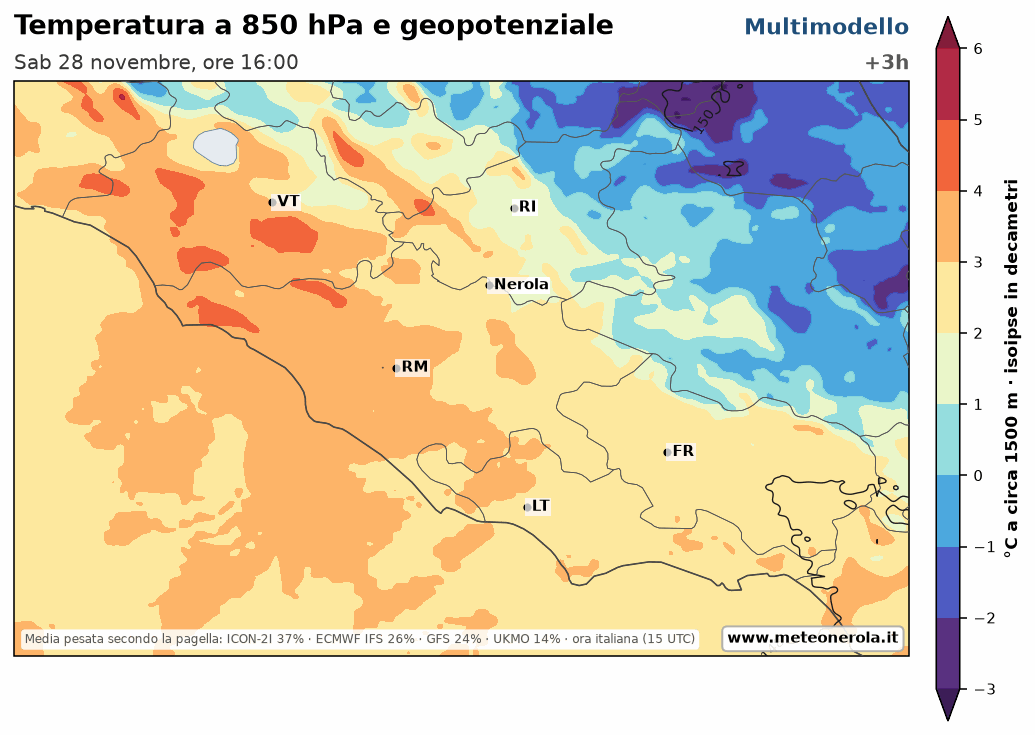 Temperatura a 850 hPa e geopotenziale
Multimodello
Sab 28 novembre, ore 16:00
+3h
150
VT
RI
Nerola
RM
FR
LT
Media pesata secondo la pagella: ICON-2I 37% · ECMWF IFS 26% · GFS 24% · UKMO 14% · ora italiana (15 UTC)
www.meteonerola.it
6
5
4
3
2
1
0
−1
−2
−3
°C a circa 1500 m · isoipse in decametri